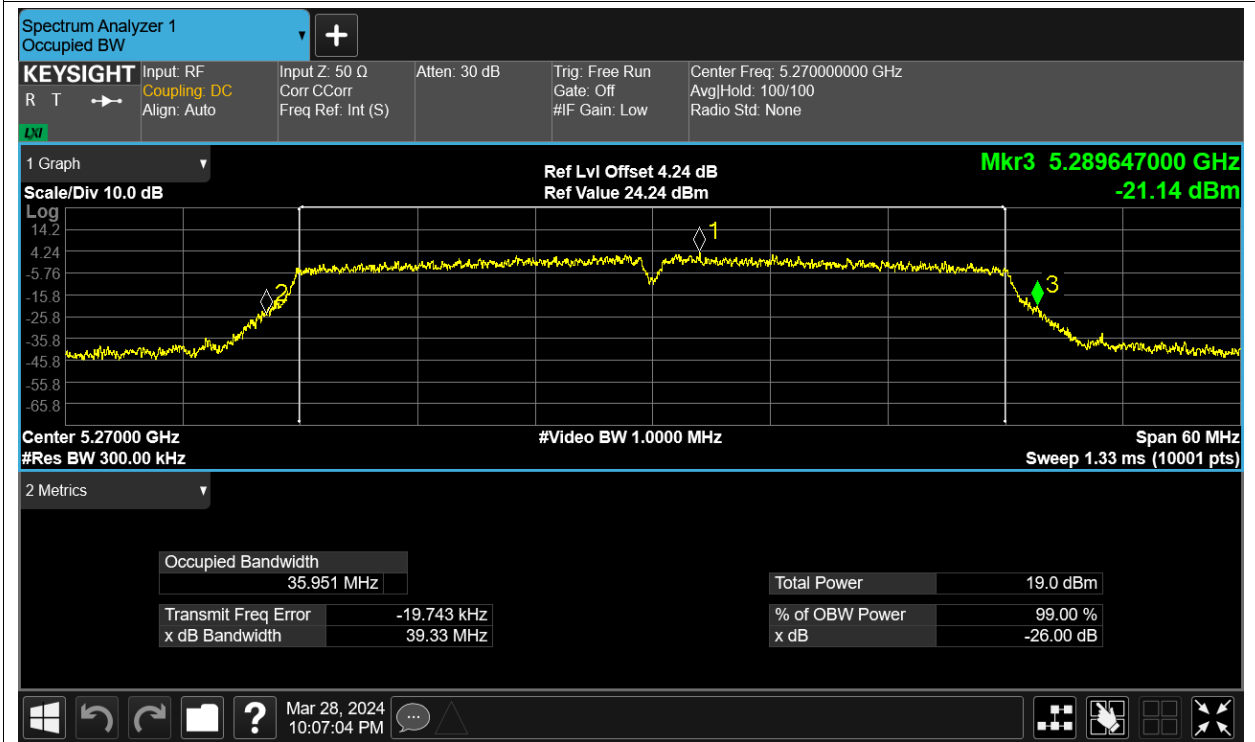 Spectrum Analyzer 1
Occupied BW
KEYSIGHT
R T
LXI
Input: RF
Coupling: DC
Align: Auto
Input Z: 50 Ω
Corr CCorr
Freq Ref: Int (S)
Atten: 30 dB
Trig: Free Run
Gate: Off
#IF Gain: Low
Center Freq: 5.270000000 GHz
Avg|Hold: 100/100
Radio Std: None
1 Graph
Scale/Div 10.0 dB
Ref Lvl Offset 4.24 dB
Ref Value 24.24 dBm
Mkr3 5.289647000 GHz
-21.14 dBm
Log
14.2
4.24
-5.76
-15.8
-25.8
-35.8
-45.8
-55.8
-65.8
1
2
3
Center 5.27000 GHz
#Res BW 300.00 kHz
#Video BW 1.0000 MHz
Span 60 MHz
Sweep 1.33 ms (10001 pts)
2 Metrics
Occupied Bandwidth
35.951 MHz
Transmit Freq Error -19.743 kHz
x dB Bandwidth 39.33 MHz
Total Power 19.0 dBm
% of OBW Power 99.00 %
x dB -26.00 dB
?
Mar 28, 2024
10:07:04 PM